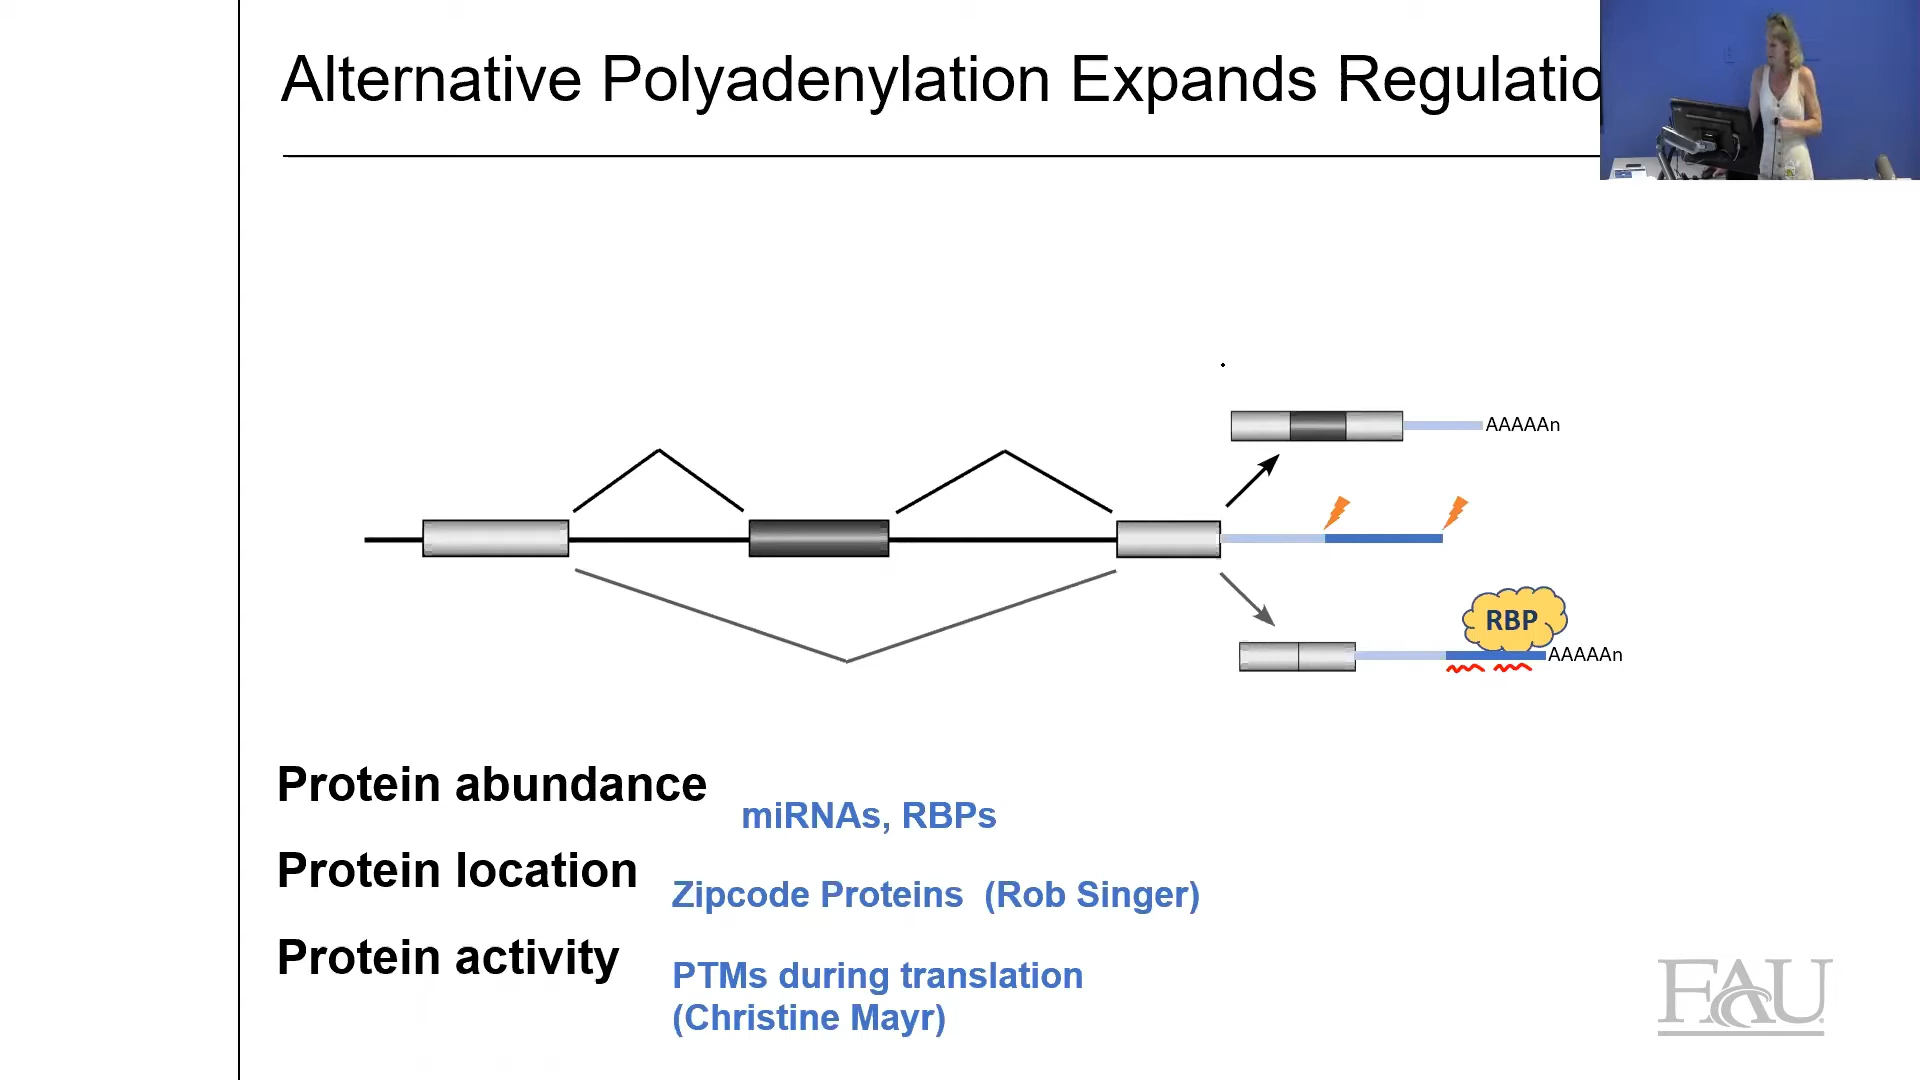 Alternative Polyadenylation Expands Regulatio
AAAAAn
RBP
AAAAAn
Protein abundance
miRNAs, RBPs
Protein location
Zipcode Proteins (Rob Singer)
Protein activity
PTMs during translation
(Christine Mayr)
FAU